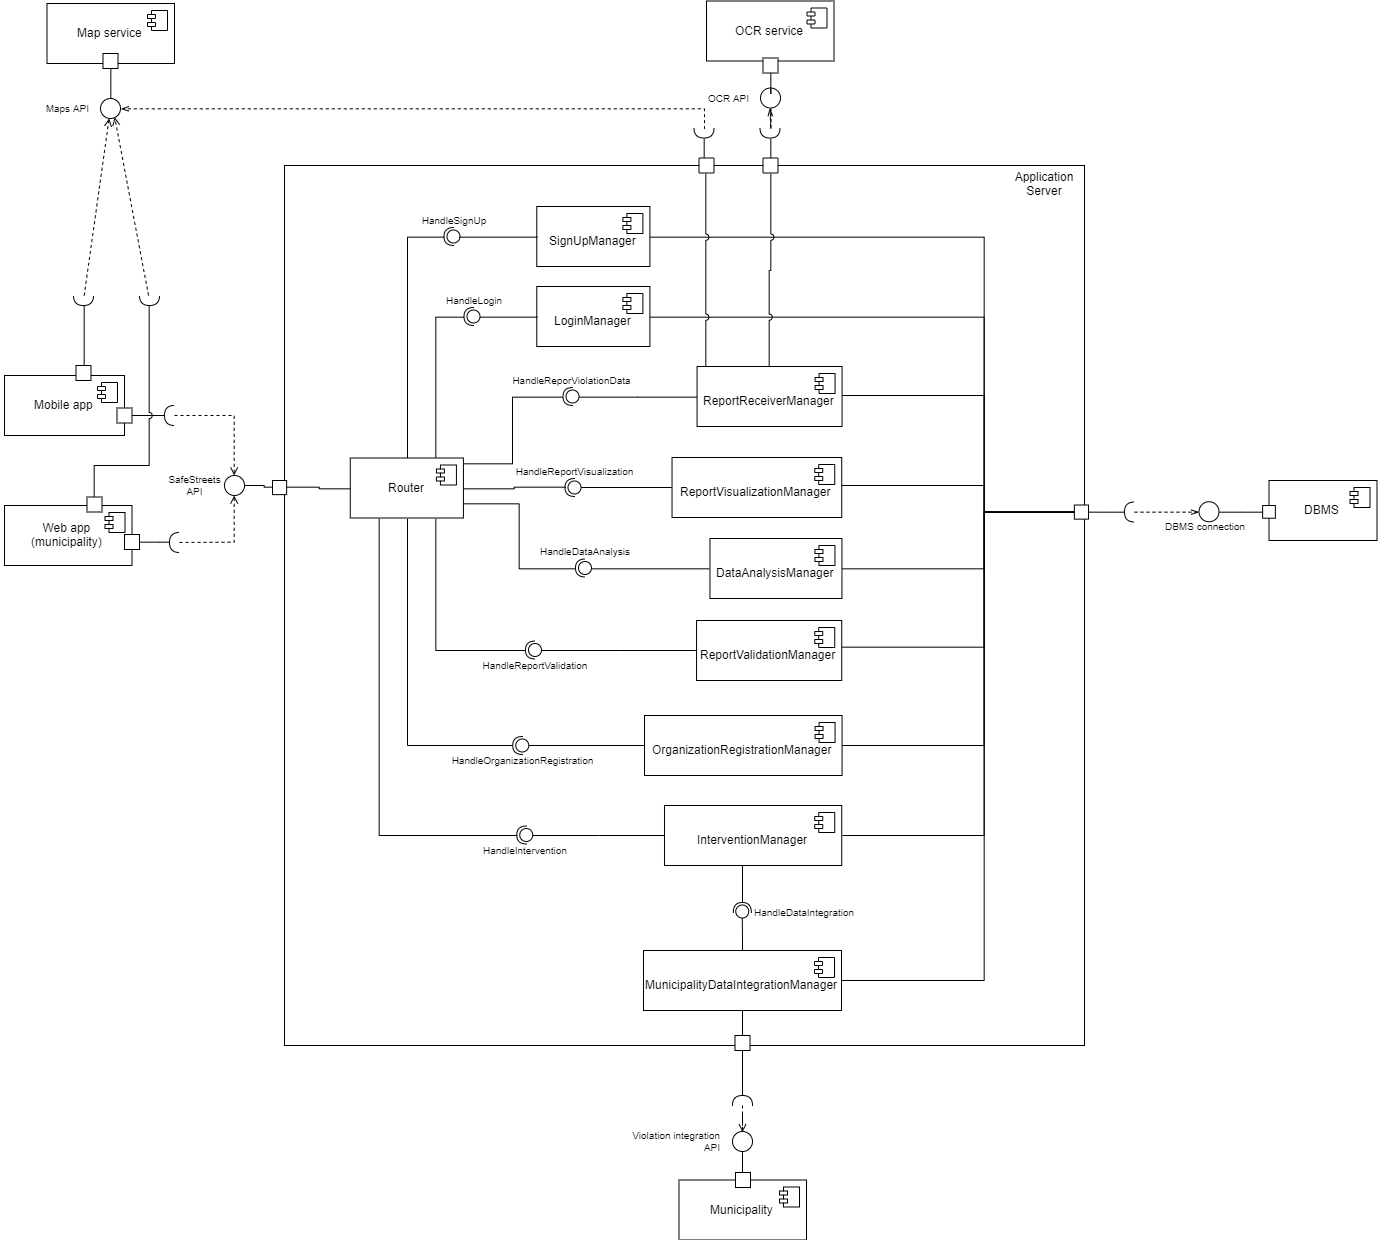 Map service
OCR service
Maps API
OCR API
Application
Server
HandleSignUp
SignUpManager
HandleLogin
LoginManager
HandleReporViolationData
ReportReceiverManager
Mobile app
SafeStreets
API
Router
HandleReportVisualization
ReportVisualizationManager
Web app
(municipality)
DBMS connection
DBMS
HandleDataAnalysis
DataAnalysisManager
HandleReportValidation
ReportValidationManager
HandleOrganizationRegistration
OrganizationRegistrationManager
HandleIntervention
InterventionManager
HandleDataIntegration
MunicipalityDataIntegrationManager
Violation integration
API
Municipality